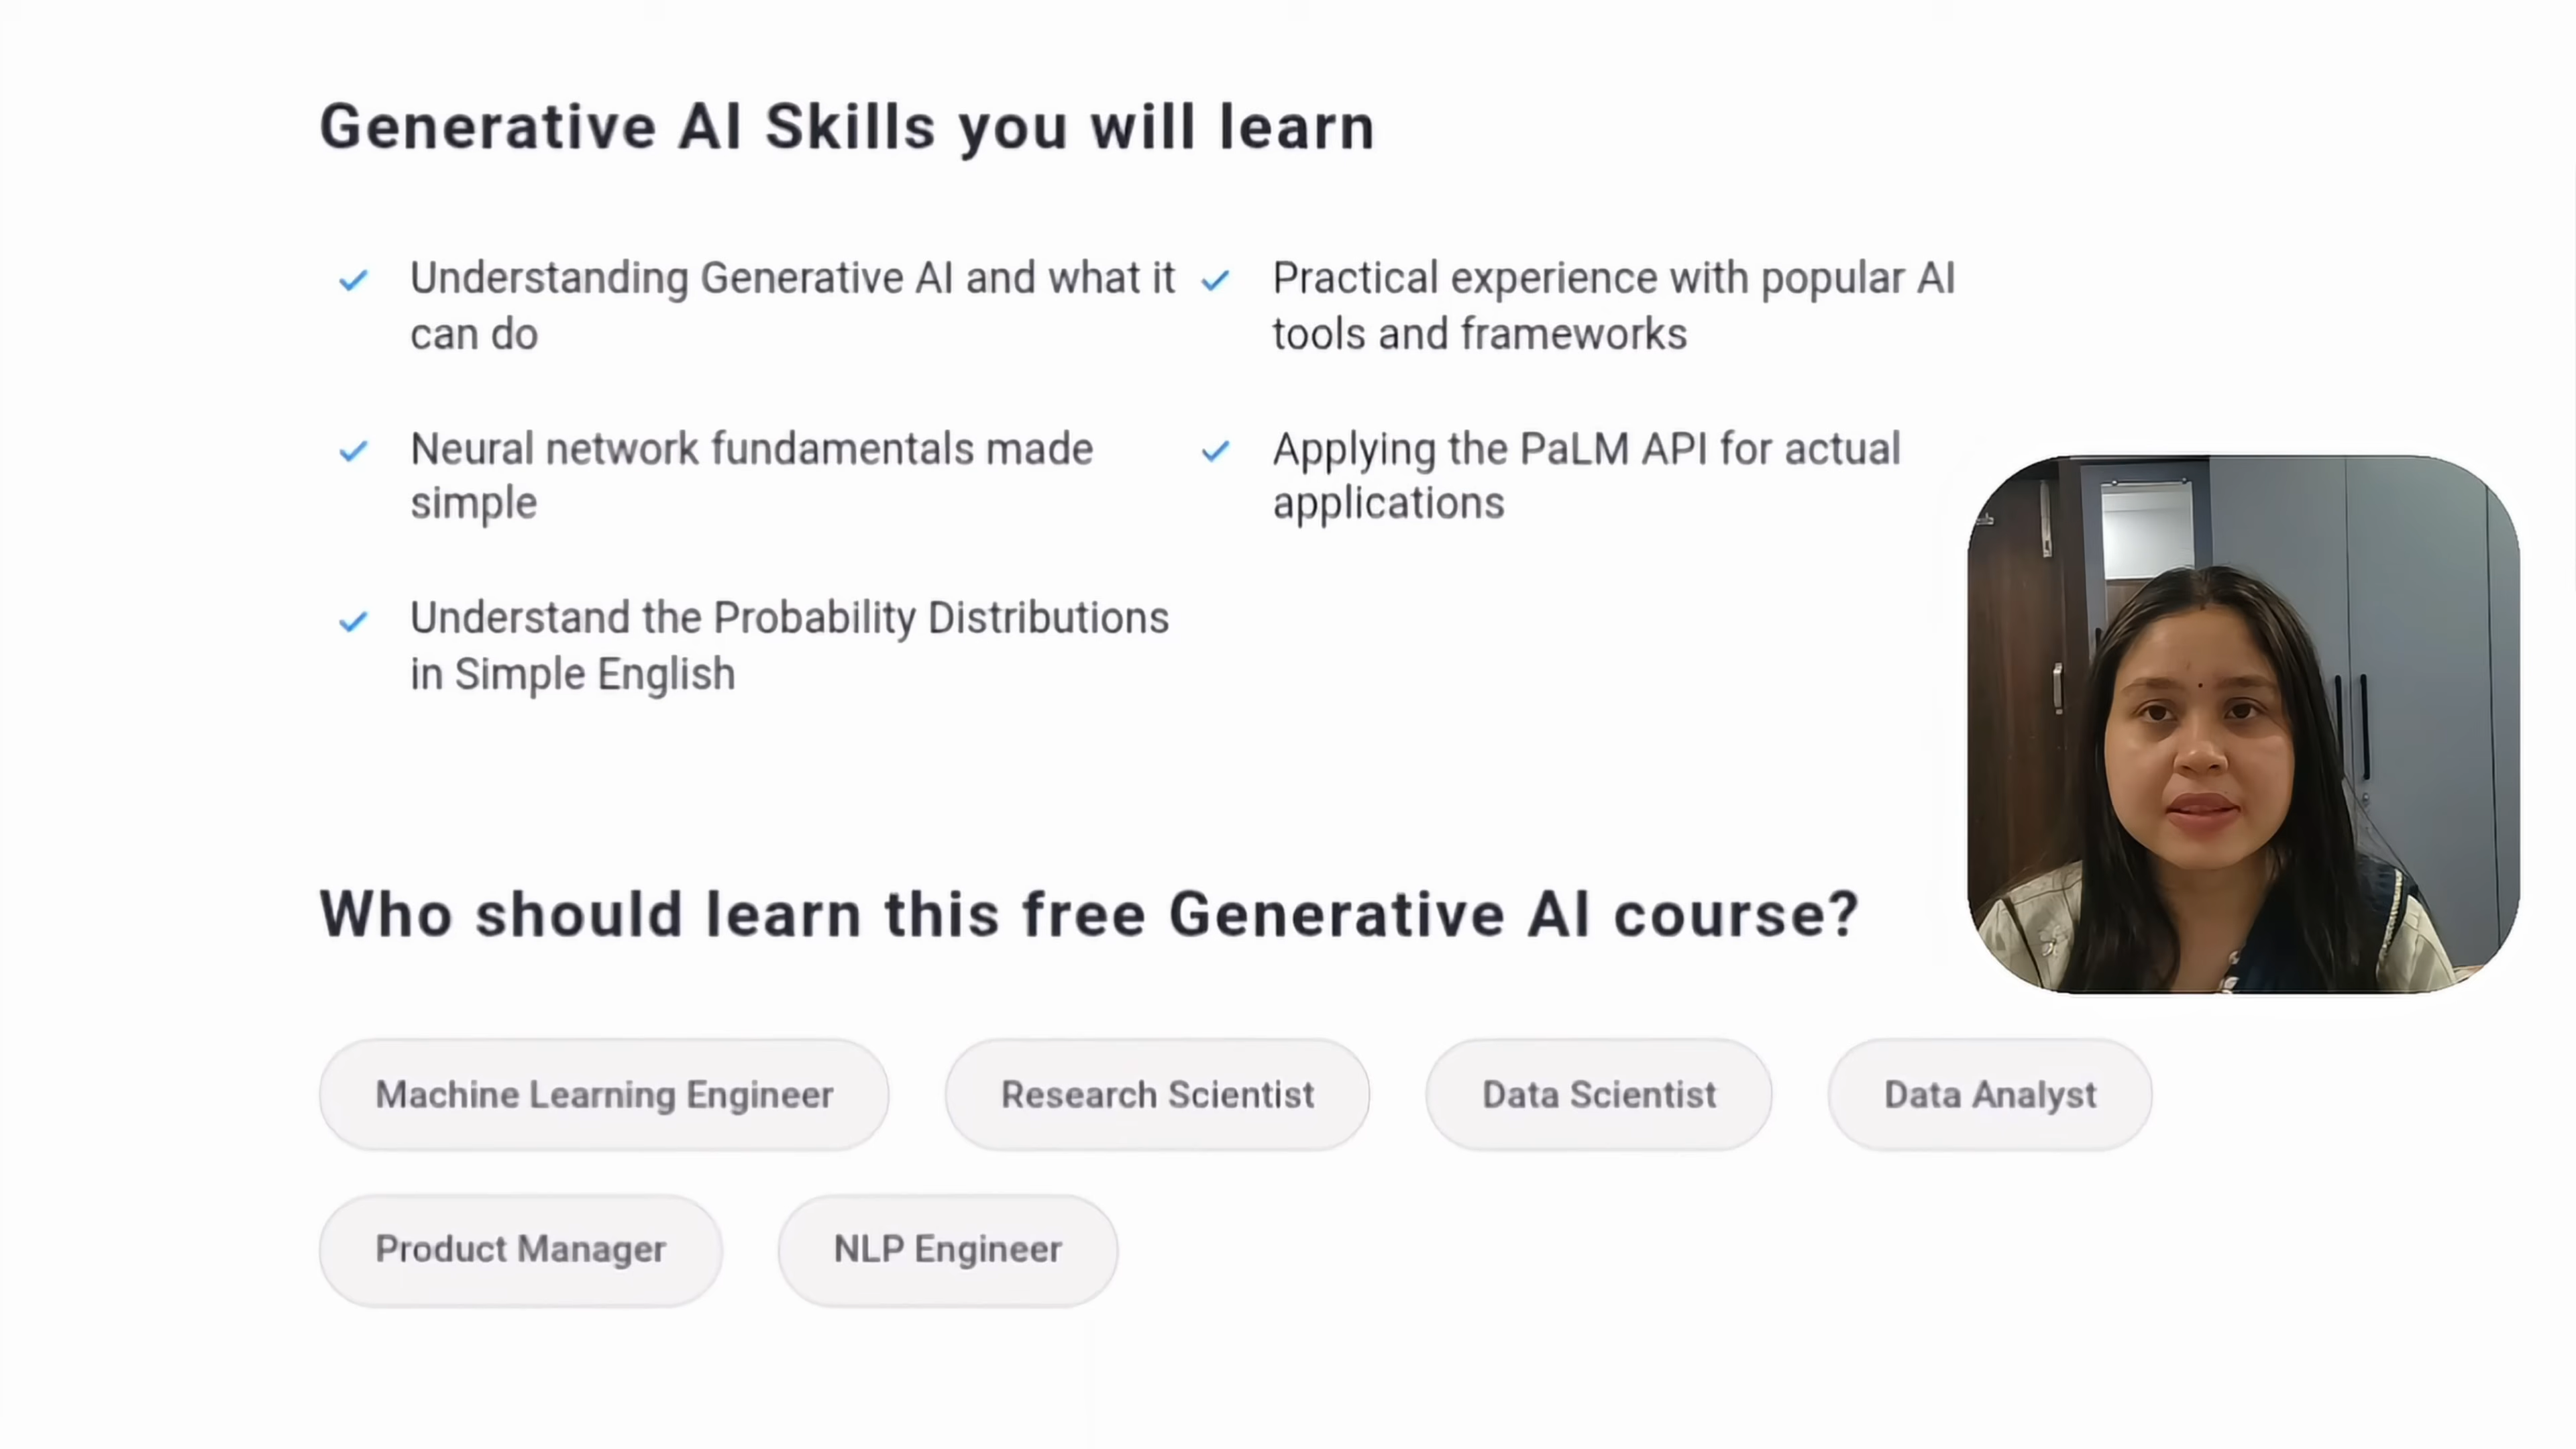 Generative AI Skills you will learn
Understanding Generative AI and what it
can do
Practical experience with popular AI
tools and frameworks
Neural network fundamentals made
simple
Applying the PaLM API for actual
applications
Understand the Probability Distributions
in Simple English
Who should learn this free Generative AI course?
Machine Learning Engineer
Research Scientist
Data Scientist
Data Analyst
Product Manager
NLP Engineer